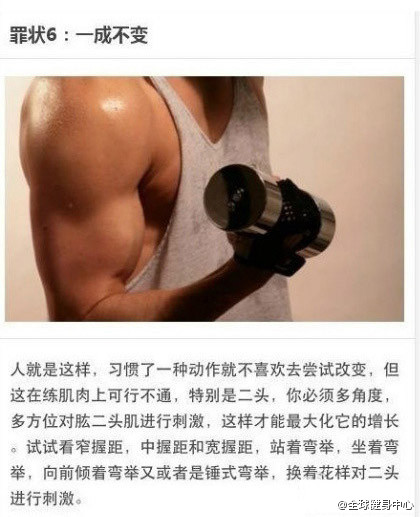 罪状6：一成不变
人就是这样，习惯了一种动作就不喜欢去尝试改变，但
这在练肌肉上可行不通，特别是二头，你必须多角度，
多方位对肱二头肌进行刺激，这样才能最大化它的增长
。试试看窄握距，中握距和宽握距，站着弯举，坐着弯
举，向前倾着弯举又或者是锤式弯举，换着花样对二头
进行刺激。
@全球健身中心